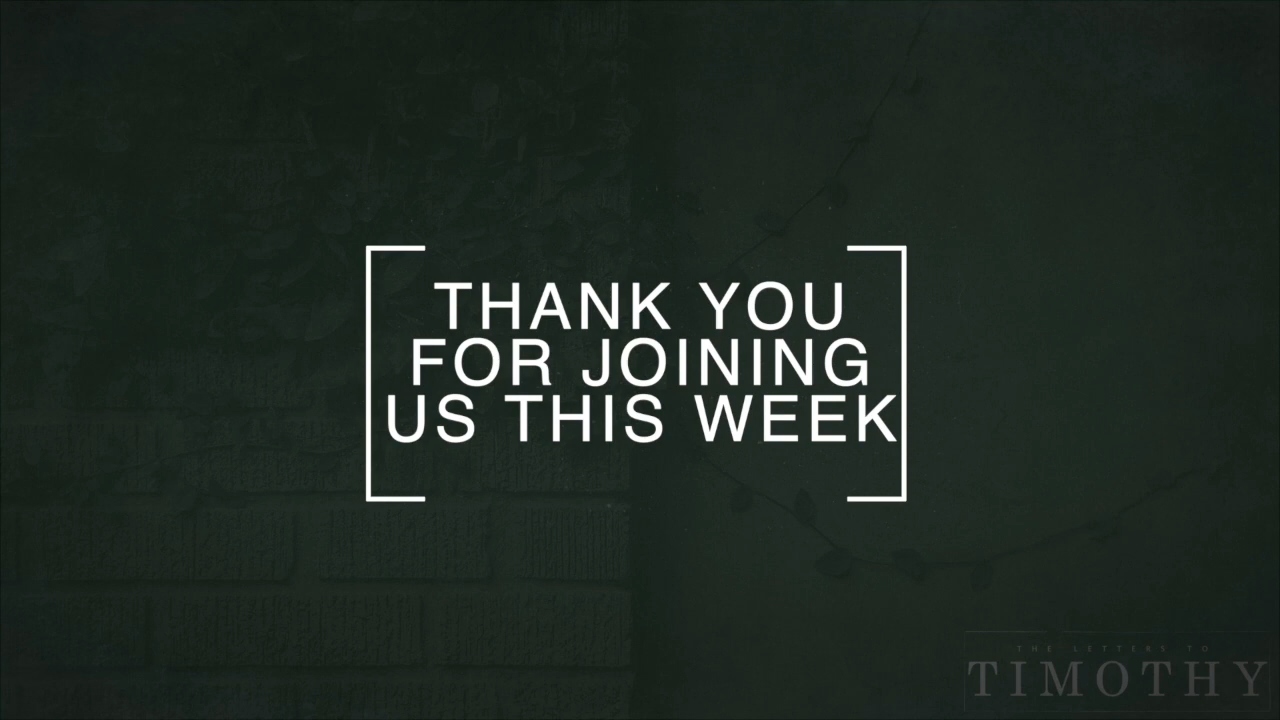 THANK YOU
FOR JOINING
US THIS WEEK
THE LETTERS TO
TIMOTHY